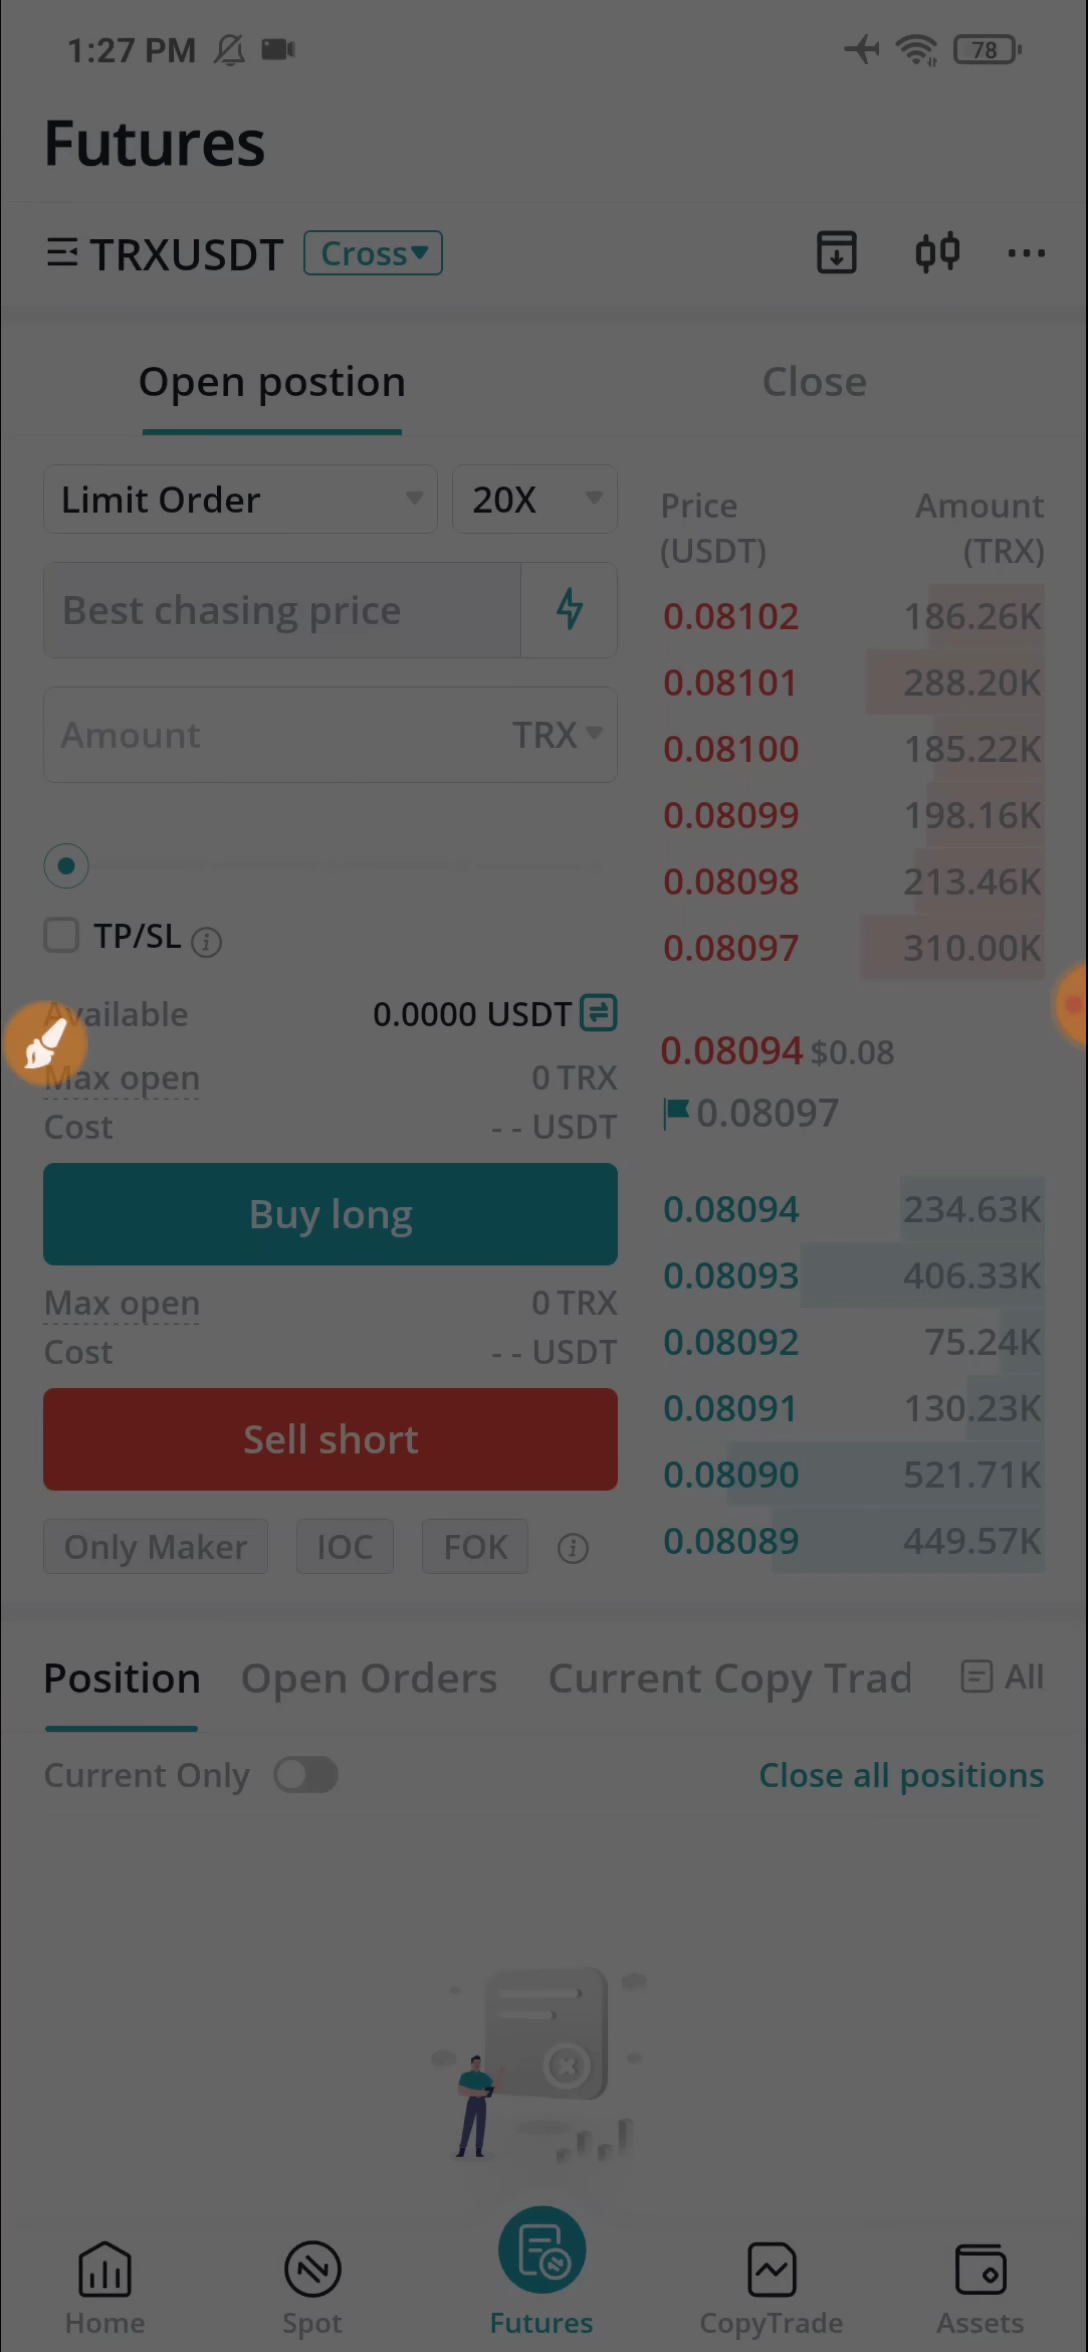 1:27 PM 78
Futures
TRXUSDT Cross
Open postion Close
Limit Order 20X
Price Amount
(USDT) (TRX)
Best chasing price
0.08102 186.26K
0.08101 288.20K
Amount TRX
0.08100 185.22K
0.08099 198.16K
0.08098 213.46K
TP/SL
0.08097 310.00K
Available 0.0000 USDT
0.08094 $0.08
Max open 0 TRX
0.08097
Cost - - USDT
Buy long
0.08094 234.63K
0.08093 406.33K
Max open 0 TRX
0.08092 75.24K
Cost - - USDT
0.08091 130.23K
Sell short
0.08090 521.71K
Only Maker IOC FOK
0.08089 449.57K
Position Open Orders Current Copy Trad All
Current Only Close all positions
Home Spot Futures CopyTrade Assets